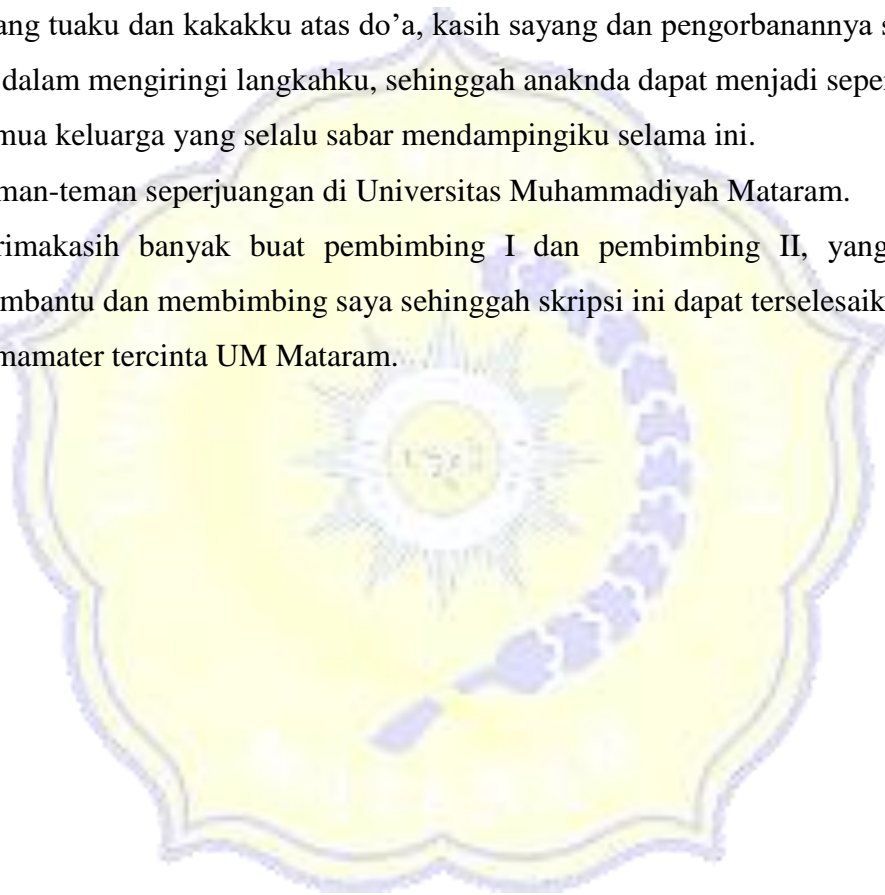 ang tuaku dan kakakku atas do’a, kasih sayang dan pengorbanannya s
dalam mengiringi langkahku, sehinggah anaknda dapat menjadi seper
mua keluarga yang selalu sabar mendampingiku selama ini.
man-teman seperjuangan di Universitas Muhammadiyah Mataram.
rimakasih banyak buat pembimbing I dan pembimbing II, yang
mbantu dan membimbing saya sehinggah skripsi ini dapat terselesaik
mamater tercinta UM Mataram.